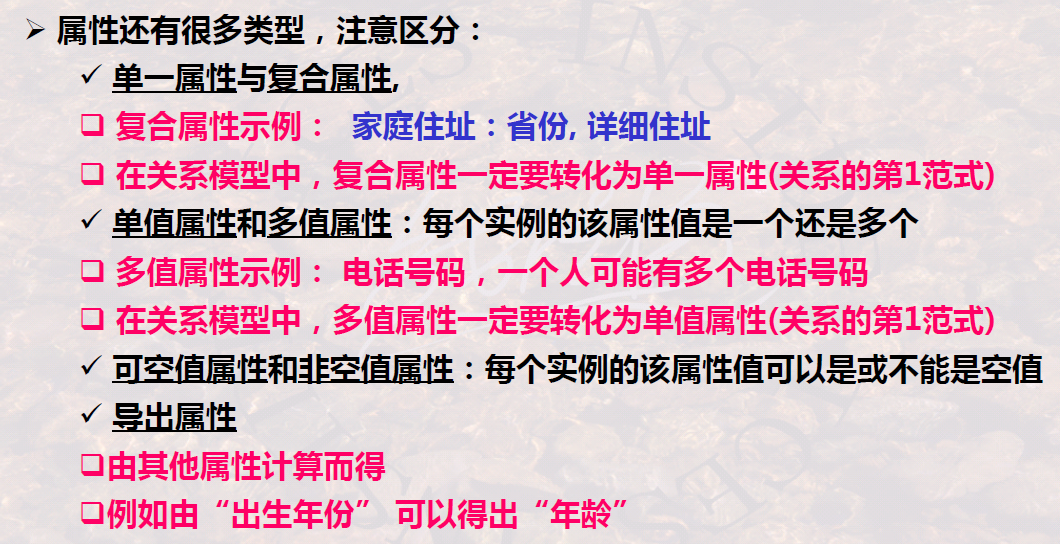 ➢ 属性还有很多类型，注意区分：
✓ 单一属性与复合属性,
❑ 复合属性示例： 家庭住址：省份, 详细住址
❑ 在关系模型中，复合属性一定要转化为单一属性(关系的第1范式)
✓ 单值属性和多值属性：每个实例的该属性值是一个还是多个
❑ 多值属性示例： 电话号码，一个人可能有多个电话号码
❑ 在关系模型中，多值属性一定要转化为单值属性(关系的第1范式)
✓ 可空值属性和非空值属性：每个实例的该属性值可以是或不能是空值
✓ 导出属性
❑由其他属性计算而得
❑例如由“出生年份” 可以得出“年龄”